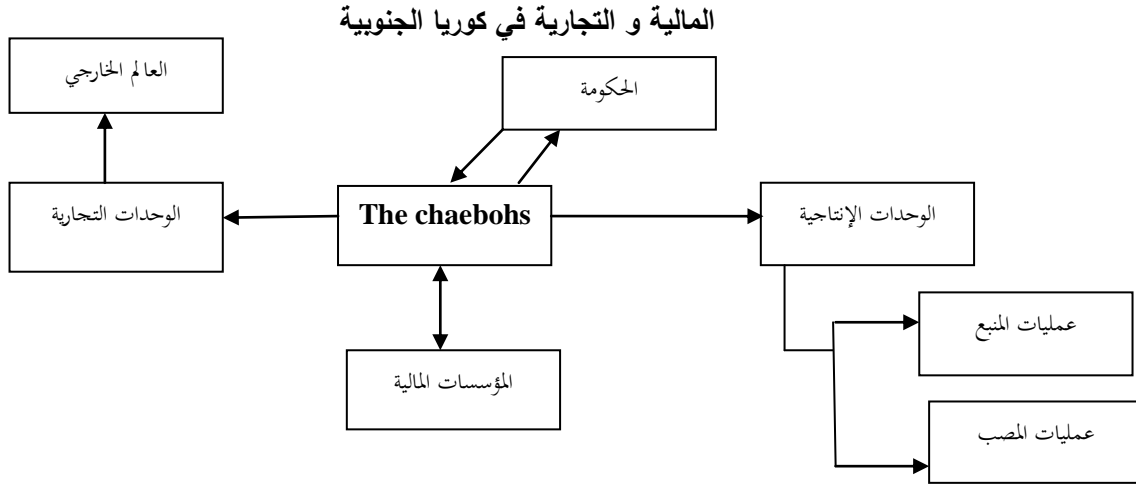 المالية و التجارية في كوريا الجنوبية
العالم الخارجي
الحكومة
الوحدات التجارية
The chaebohs
الوحدات الإنتاجية
عمليات المنبع
المؤسسات المالية
عمليات المصب